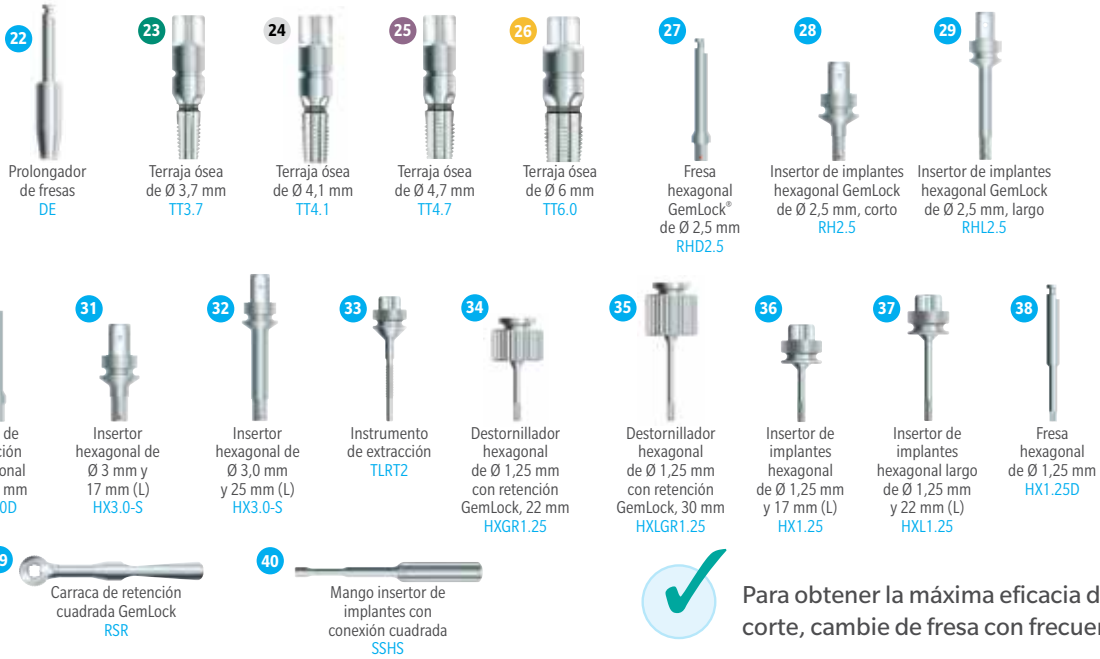 22
23
24
25
26
27
28
29
Prolongador
de fresas
DE
Terraja ósea
de Ø 3,7 mm
TT3.7
Terraja ósea
de Ø 4,1 mm
TT4.1
Terraja ósea
de Ø 4,7 mm
TT4.7
Terraja ósea
de Ø 6 mm
TT6.0
Fresa
hexagonal
GemLock®
de Ø 2,5 mm
RHD2.5
Insertor de implantes
hexagonal GemLock
de Ø 2,5 mm, corto
RH2.5
Insertor de implantes
hexagonal GemLock
de Ø 2,5 mm, largo
RHL2.5
31
32
33
34
35
36
37
38
de
mm
Insertor
hexagonal de
Ø 3 mm y
17 mm (L)
HX3.0-S
Insertor
hexagonal de
Ø 3,0 mm
y 25 mm (L)
HX3.0-S
Instrumento
de extracción
TLRT2
Destornillador
hexagonal
de Ø 1,25 mm
con retención
GemLock, 22 mm
HXGR1.25
Destornillador
hexagonal
de Ø 1,25 mm
con retención
GemLock, 30 mm
HXLGR1.25
Insertor de
implantes
hexagonal
de Ø 1,25 mm
y 17 mm (L)
HX1.25
Insertor de
implantes
hexagonal largo
de Ø 1,25 mm
y 22 mm (L)
HXL1.25
Fresa
hexagonal
de Ø 1,25 mm
HX1.25D
9
Carraca de retención
cuadrada GemLock
RSR
40
Mango insertor de
implantes con
conexión cuadrada
SSHS
Para obtener la máxima eficacia d
corte, cambie de fresa con frecuen